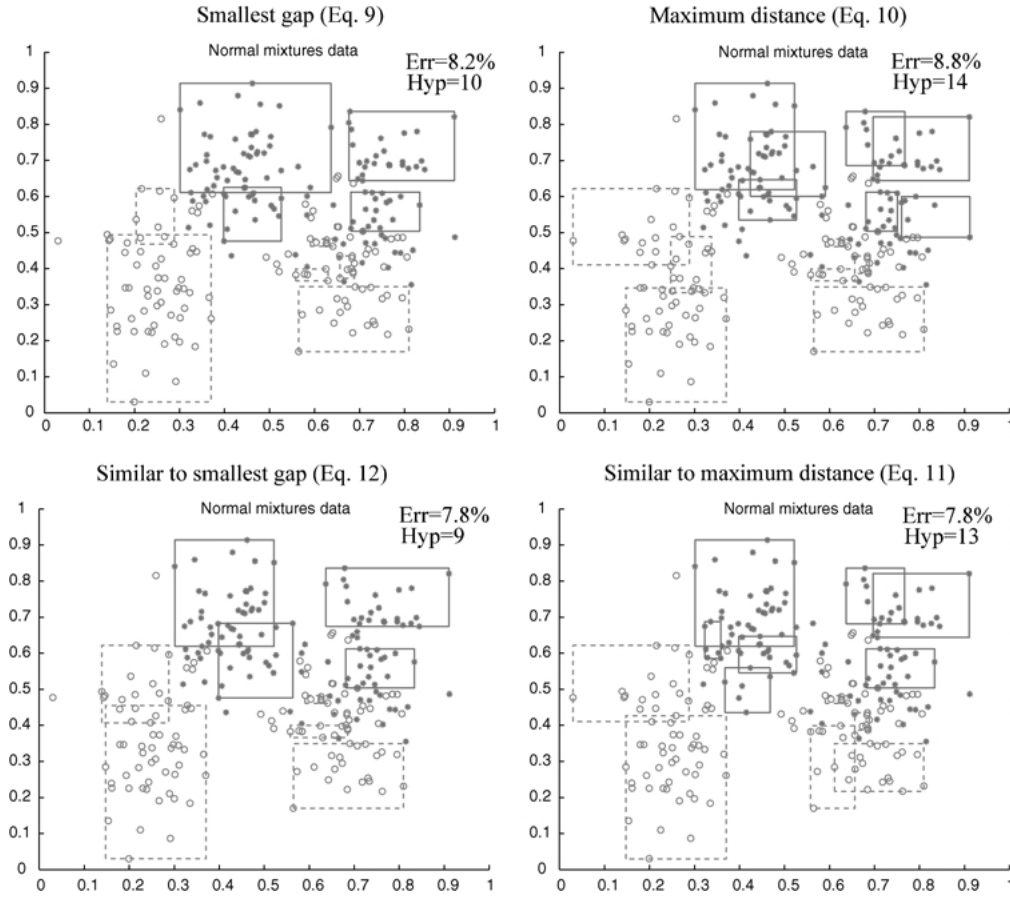 Smallest gap (Eq. 9)
Normal mixtures data
Err=8.2%
Hyp=10
1
0.9
0.8
0.7
0.6
0.5
0.4
0.3
0.2
0.1
0
0 0.1 0.2 0.3 0.4 0.5 0.6 0.7 0.8 0.9 1
Maximum distance (Eq. 10)
Normal mixtures data
Err=8.8%
Hyp=14
1
0.9
0.8
0.7
0.6
0.5
0.4
0.3
0.2
0.1
0
0 0.1 0.2 0.3 0.4 0.5 0.6 0.7 0.8 0.9 1
Similar to smallest gap (Eq. 12)
Normal mixtures data
Err=7.8%
Hyp=9
1
0.9
0.8
0.7
0.6
0.5
0.4
0.3
0.2
0.1
0
0 0.1 0.2 0.3 0.4 0.5 0.6 0.7 0.8 0.9 1
Similar to maximum distance (Eq. 11)
Normal mixtures data
Err=7.8%
Hyp=13
1
0.9
0.8
0.7
0.6
0.5
0.4
0.3
0.2
0.1
0
0 0.1 0.2 0.3 0.4 0.5 0.6 0.7 0.8 0.9 1